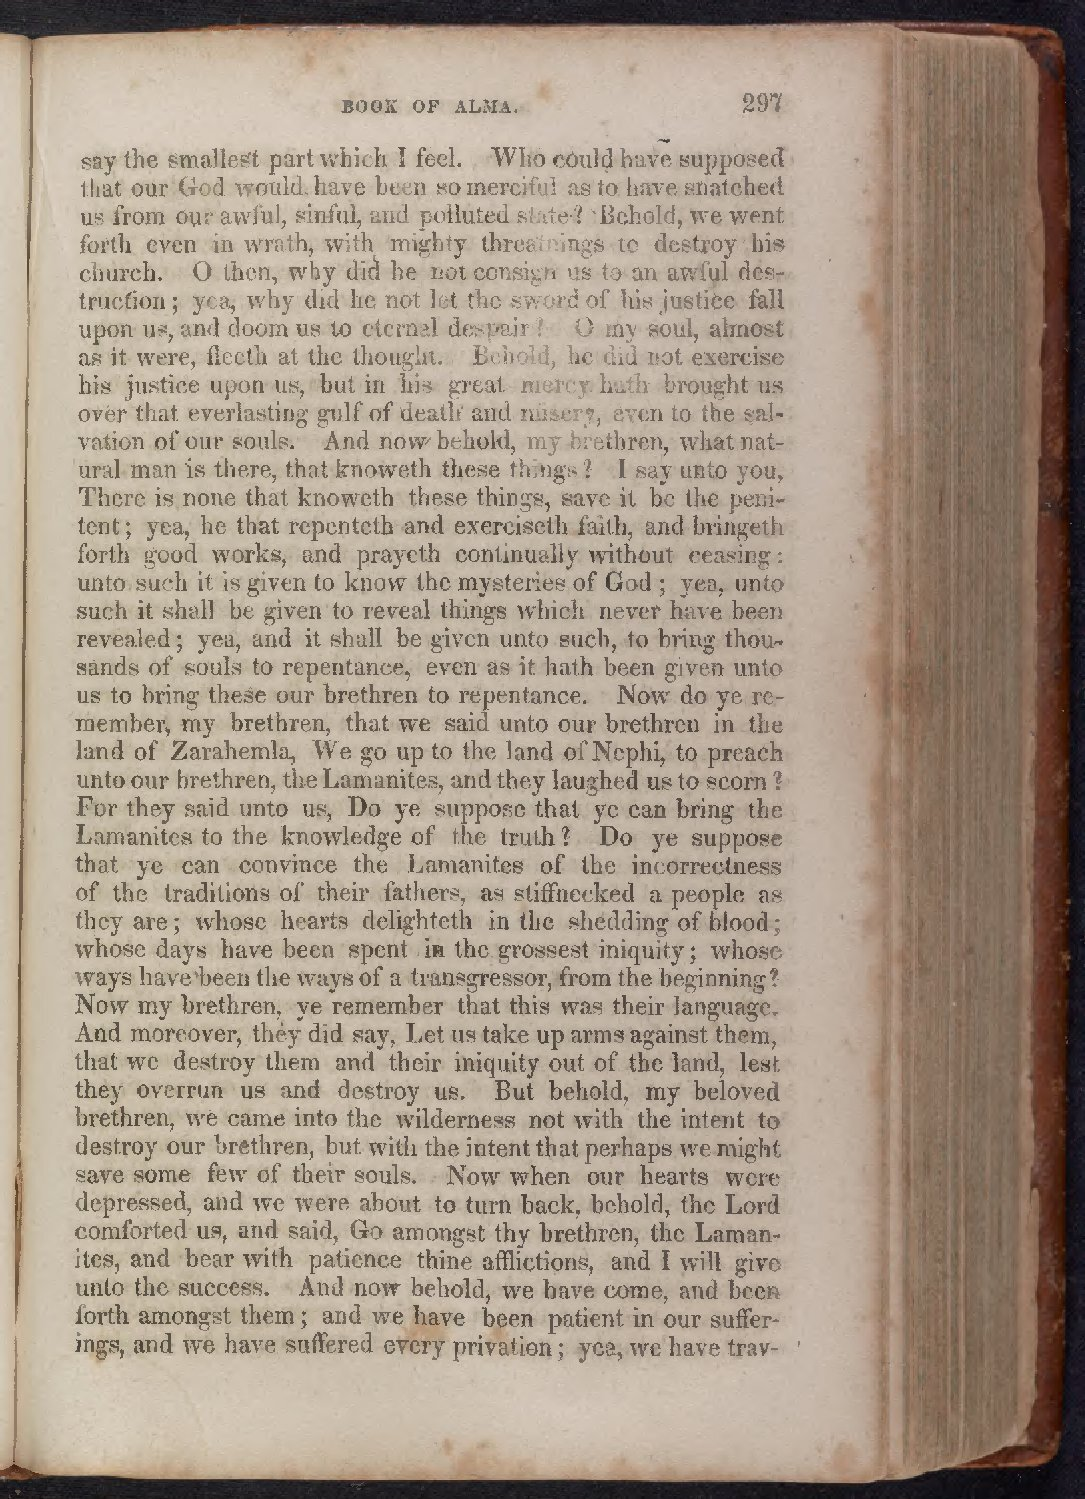 BOOK OF ALMA. 297
say the smallest part which I feel. Who could have supposed
that our God would have been so merciful as to have snatched
us from our awful, sinful, and polluted state? Behold, we went
forth even in wrath, with mighty threatnings to destroy his
church. O then, why did he not consign us to an awful des-
truction; yea, why did he not let the sword of his justice fall
upon us, and doom us to eternal despair? O my soul, almost
as it were, fleeth at the thought. Behold, he did not exercise
his justice upon us, but in his great mercy hath brought us
over that everlasting gulf of death and misery, even to the sal-
vation of our souls. And now behold, my brethren, what nat-
ural man is there, that knoweth these things? I say unto you,
There is none that knoweth these things, save it be the peni-
tent; yea, he that repenteth and exerciseth faith, and bringeth
forth good works, and prayeth continually without ceasing:
unto such it is given to know the mysteries of God; yea, unto
such it shall be given to reveal things which never have been
revealed; yea, and it shall be given unto such, to bring thou-
sands of souls to repentance, even as it hath been given unto
us to bring these our brethren to repentance. Now do ye re-
member, my brethren, that we said unto our brethren in the
land of Zarahemla, We go up to the land of Nephi, to preach
unto our brethren, the Lamanites, and they laughed us to scorn?
For they said unto us, Do ye suppose that ye can bring the
Lamanites to the knowledge of the truth? Do ye suppose
that ye can convince the Lamanites of the incorrectness
of the traditions of their fathers, as stiffnecked a people as
they are; whose hearts delighteth in the shedding of blood;
whose days have been spent in the grossest iniquity; whose
ways have been the ways of a transgressor, from the beginning?
Now my brethren, ye remember that this was their language.
And moreover, they did say, Let us take up arms against them,
that we destroy them and their iniquity out of the land, lest
they overrun us and destroy us. But behold, my beloved
brethren, we came into the wilderness not with the intent to
destroy our brethren, but with the intent that perhaps we might
save some few of their souls. Now when our hearts were
depressed, and we were about to turn back, behold, the Lord
comforted us, and said, Go amongst thy brethren, the Laman-
ites, and bear with patience thine afflictions, and I will give
unto the success. And now behold, we have come, and been
forth amongst them; and we have been patient in our suffer-
ings, and we have suffered every privation; yea, we have trav-